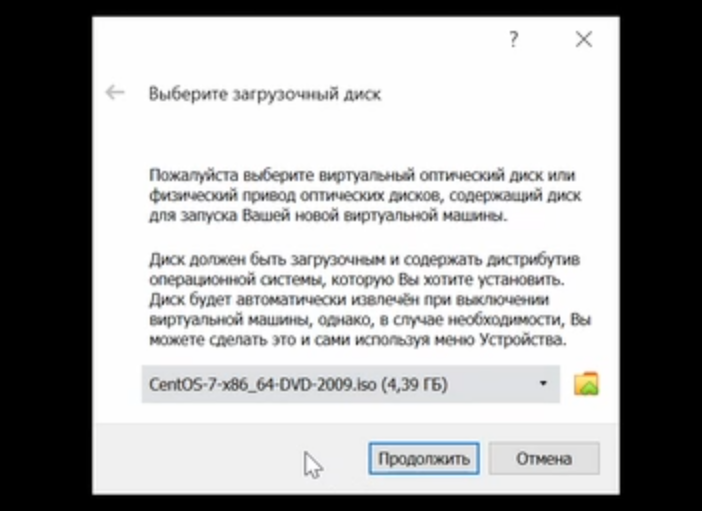 ?
Выберите загрузочный диск
Пожалуйста выберите виртуальный оптический диск или
физический привод оптических дисков, содержащий диск
для запуска Вашей новой виртуальной машины.
Диск должен быть загрузочным и содержать дистрибутив
операционной системы, которую Вы хотите установить.
Диск будет автоматически извлечён при выключении
виртуальной машины, однако, в случае необходимости, Вы
можете сделать это и сами используя меню Устройства.
CentOS-7-x86_64-DVD-2009.iso (4,39 ГБ)
Продолжить Отмена